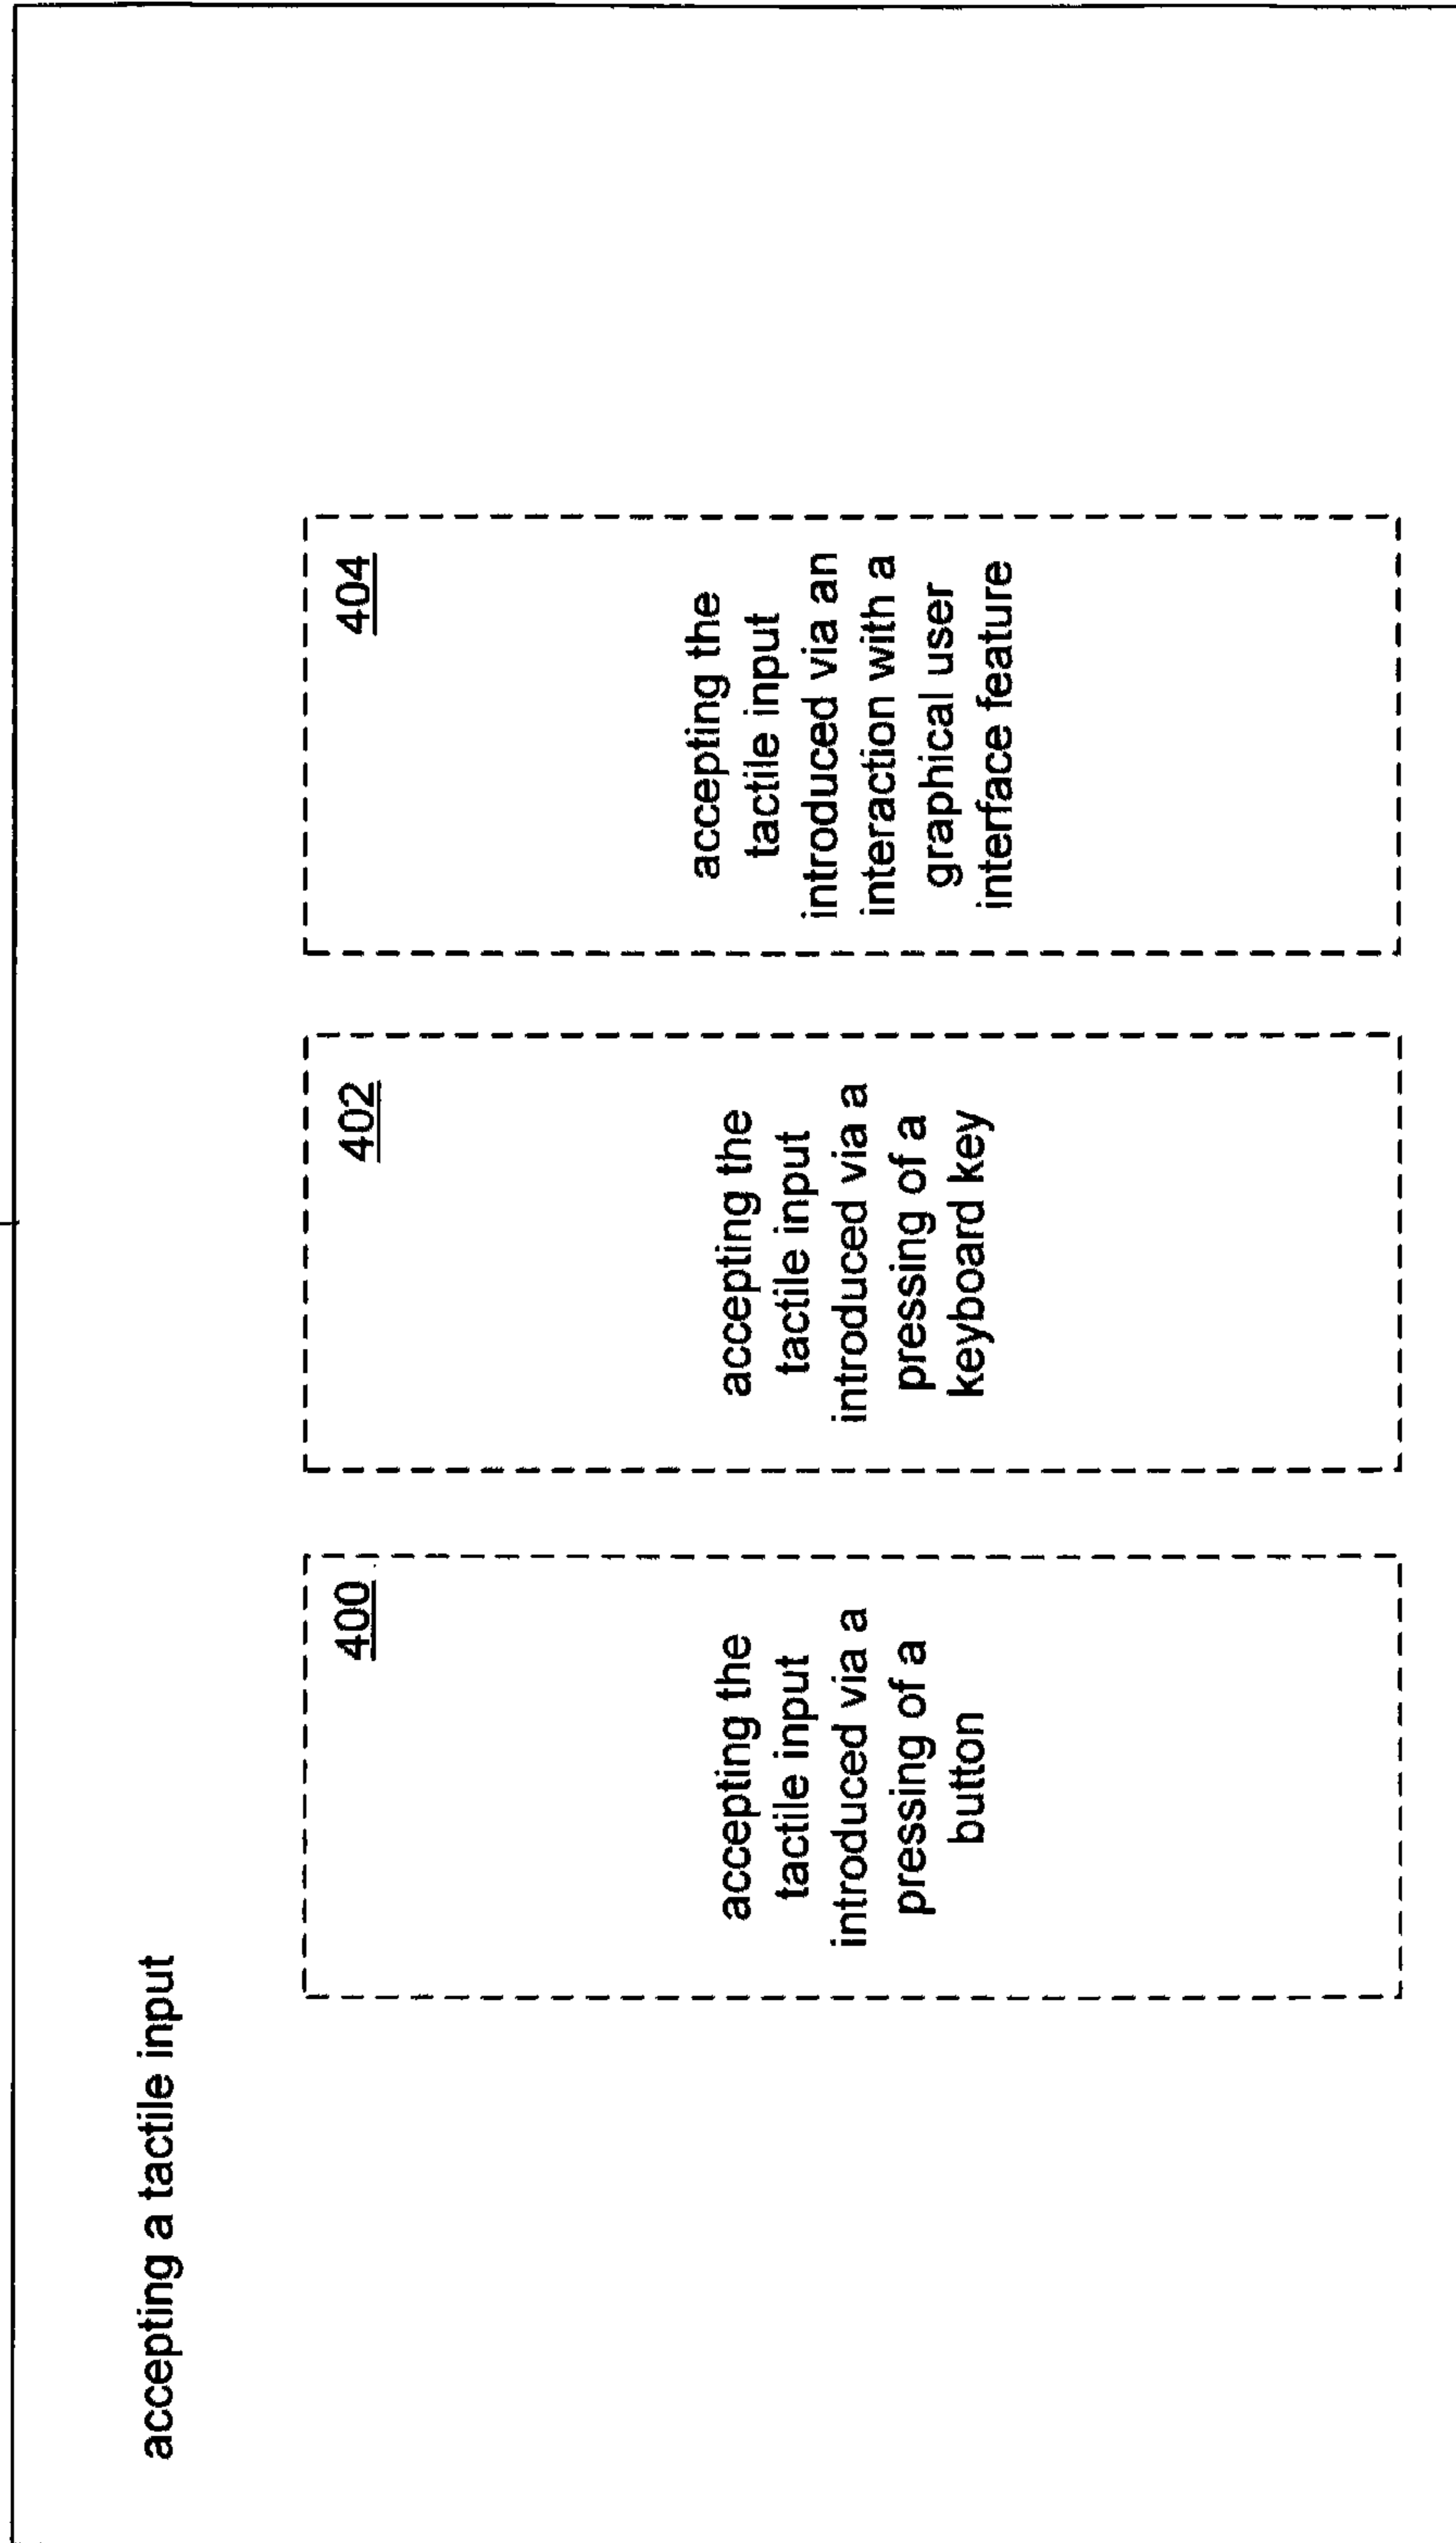 accepting a tactile input
400
accepting the
tactile input
introduced via a
pressing of a
button
402
accepting the
tactile input
introduced via a
pressing of a
keyboard key
404
accepting the
tactile input
introduced via an
interaction with a
graphical user
interface feature